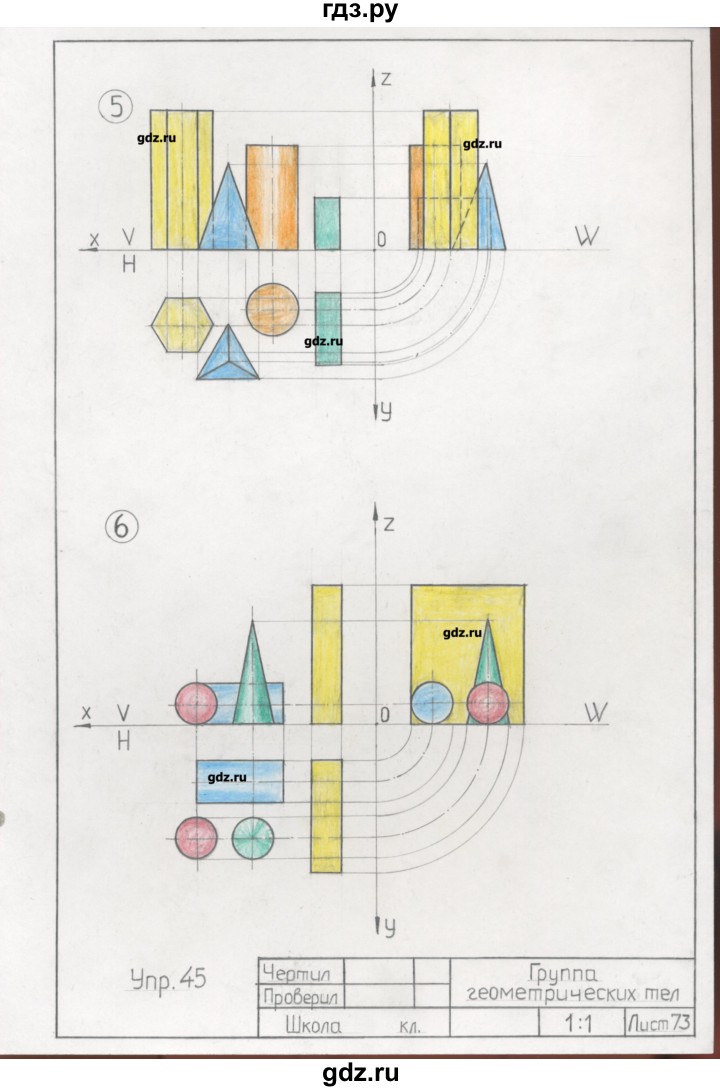 гдз.ру
z
5
gdz.ru
gdz.ru
x V
0
W
H
gdz.ru
y
6
z
gdz.ru
x V
0
W
H
gdz.ru
y
Упр. 45
Чертил
Проверил
Группа
геометрических тел
Школа кл.
1:1
Лист 73
gdz.ru